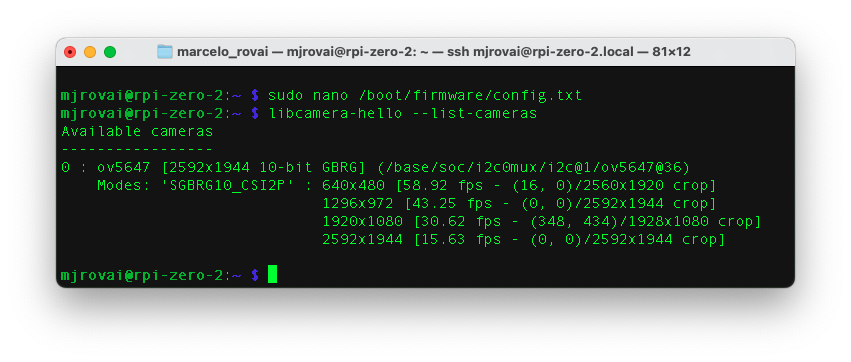 marcelo_rovai — mjrovai@rpi-zero-2: ~ — ssh mjrovai@rpi-zero-2.local — 81×12
mjrovai@rpi-zero-2:~ $ sudo nano /boot/firmware/config.txt
mjrovai@rpi-zero-2:~ $ libcamera-hello --list-cameras
Available cameras
-----------------
0 : ov5647 [2592x1944 10-bit GBRG] (/base/soc/i2c0mux/i2c@1/ov5647@36)
    Modes: 'SGBRG10_CSI2P' : 640x480 [58.92 fps - (16, 0)/2560x1920 crop]
                             1296x972 [43.25 fps - (0, 0)/2592x1944 crop]
                             1920x1080 [30.62 fps - (348, 434)/1928x1080 crop]
                             2592x1944 [15.63 fps - (0, 0)/2592x1944 crop]
mjrovai@rpi-zero-2:~ $